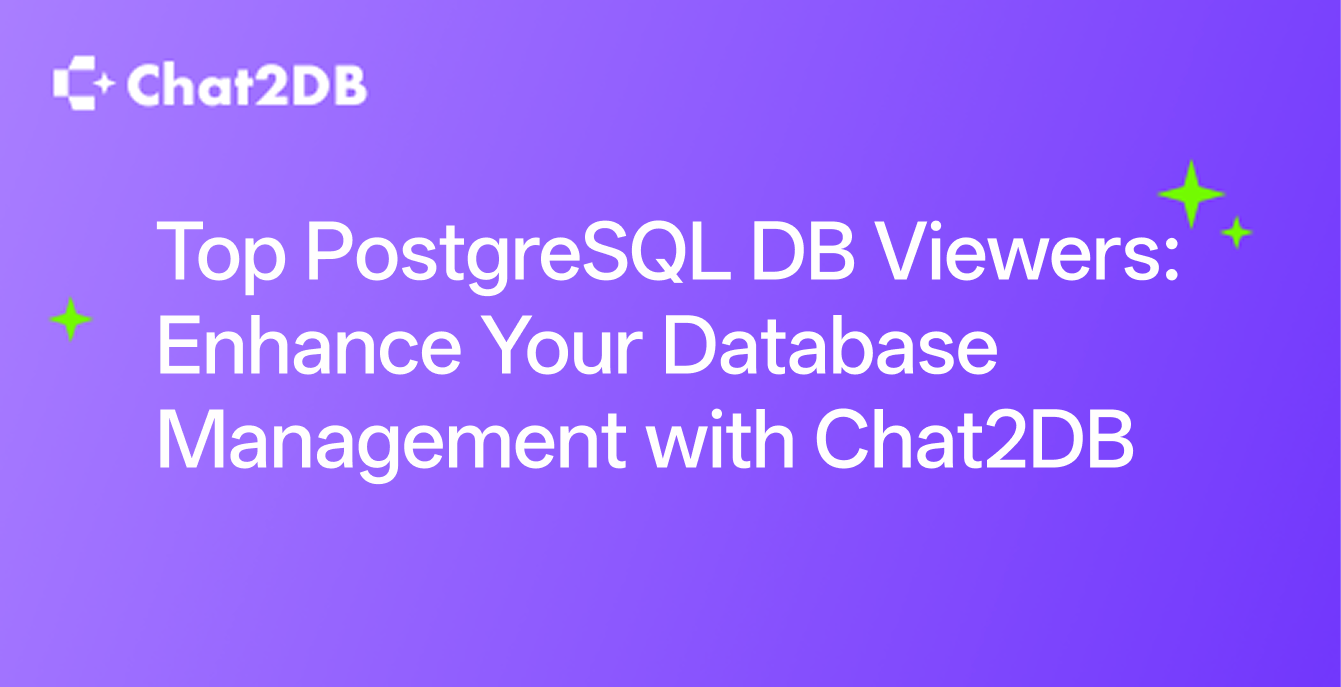 Chat2DB
Top PostgreSQL DB Viewers:
Enhance Your Database
Management with Chat2DB